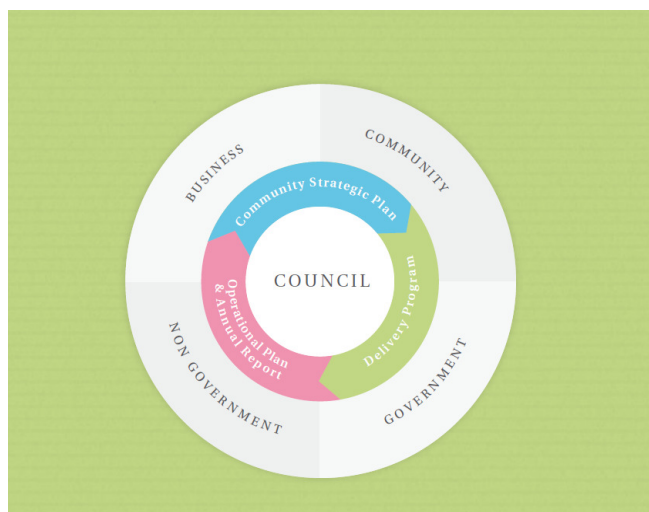 BUSINESS
COMMUNITY
Community Strategic Plan
COUNCIL
Delivery Program
Operational Plan
& Annual Report
NON GOVERNMENT
GOVERNMENT